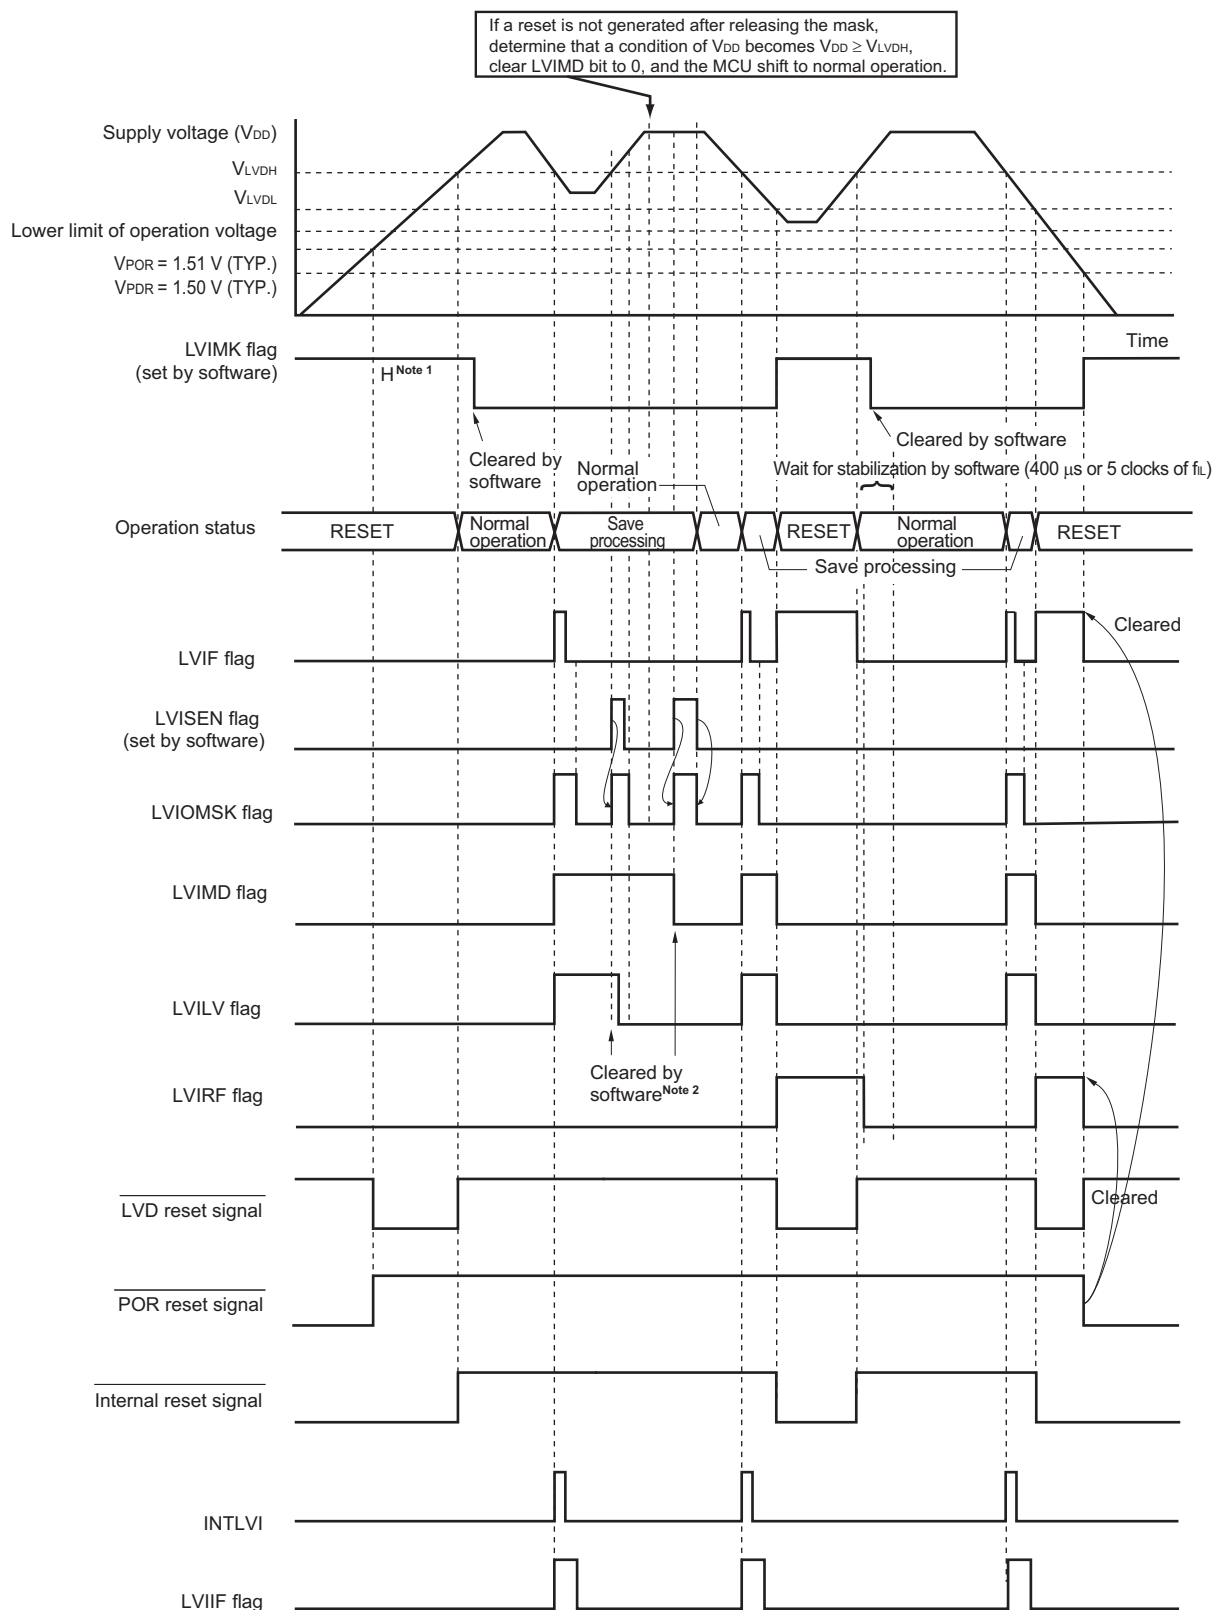 If a reset is not generated after releasing the mask,
determine that a condition of VDD becomes VDD ≥ VLVDH,
clear LVIMD bit to 0, and the MCU shift to normal operation.
Supply voltage (VDD)
VLVDH
VLVDL
Lower limit of operation voltage
VPOR = 1.51 V (TYP.)
VPDR = 1.50 V (TYP.)
Time
LVIMK flag
(set by software)
H Note 1
Cleared by
software
Cleared by software
Normal
operation
Wait for stabilization by software (400 μs or 5 clocks of fIL)
Operation status
RESET
Normal
operation
Save
processing
RESET
Normal
operation
RESET
Save processing
Cleared
LVIF flag
LVISEN flag
(set by software)
LVIOMSK flag
LVIMD flag
LVILV flag
Cleared by
software Note 2
LVIRF flag
Cleared
LVD reset signal
POR reset signal
Internal reset signal
INTLVI
LVIIF flag